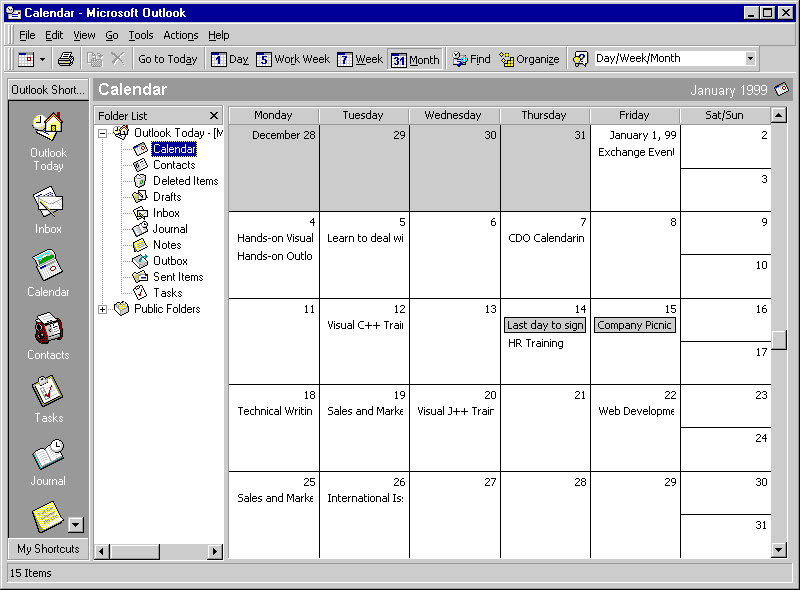 Calendar - Microsoft Outlook
File Edit View Go Tools Actions Help
Go to Today 1 Day 5 Work Week 7 Week 31 Month Find Organize Day/Week/Month
Outlook Short...
Calendar January 1999
Outlook Today
Inbox
Calendar
Contacts
Tasks
Journal
My Shortcuts
Folder List
Outlook Today - [M
Calendar
Contacts
Deleted Items
Drafts
Inbox
Journal
Notes
Outbox
Sent Items
Tasks
Public Folders
Monday Tuesday Wednesday Thursday Friday Sat/Sun
December 28 29 30 31 January 1, 99 2
Exchange Event
3
4 5 6 7 8 9
Hands-on Visual Learn to deal wi CDO Calendarin
Hands-on Outlo
10
11 12 13 14 15 16
Visual C++ Train Last day to sign Company Picnic
HR Training
17
18 19 20 21 22 23
Technical Writin Sales and Marke Visual J++ Train Web Developme
24
25 26 27 28 29 30
Sales and Marke International Is
31
15 Items